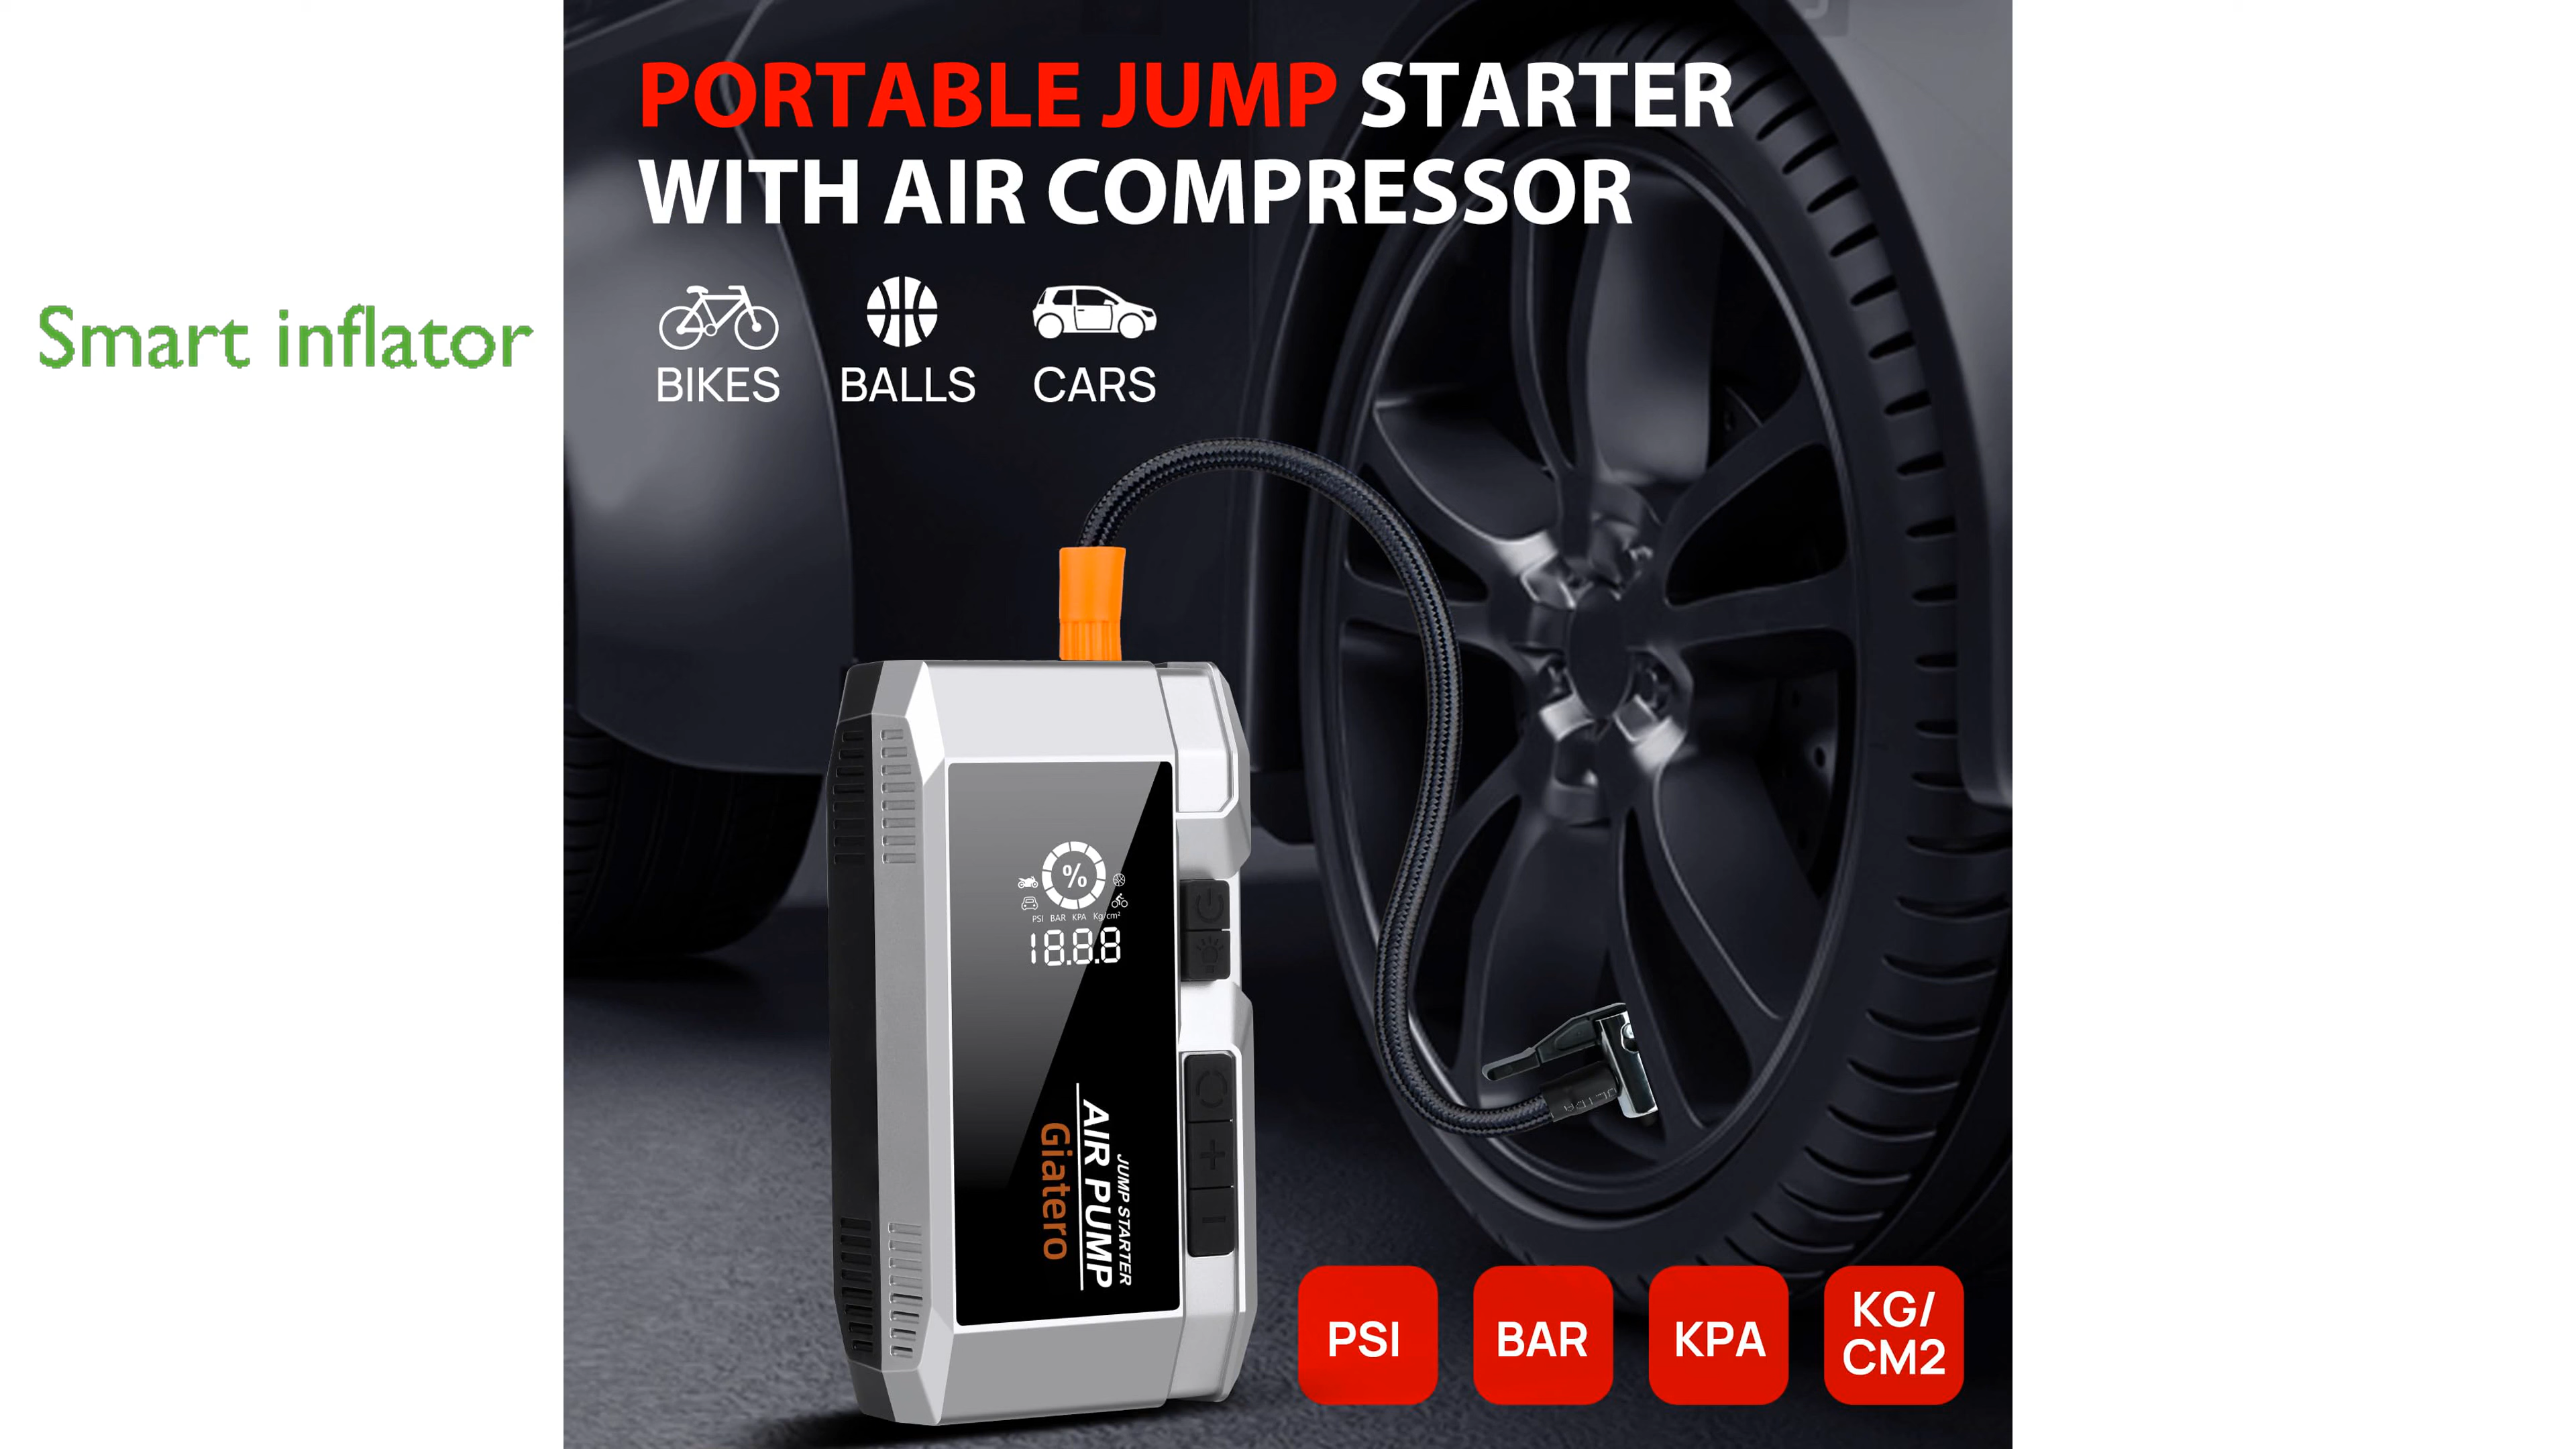 PORTABLE JUMP STARTER
WITH AIR COMPRESSOR
Smart inflator
BIKES BALLS CARS
%
PSI BAR KPA Kg/cm²
18.8.8
JUMP STARTER
AIR PUMP
Giatero
PSI BAR KPA KG/
CM2